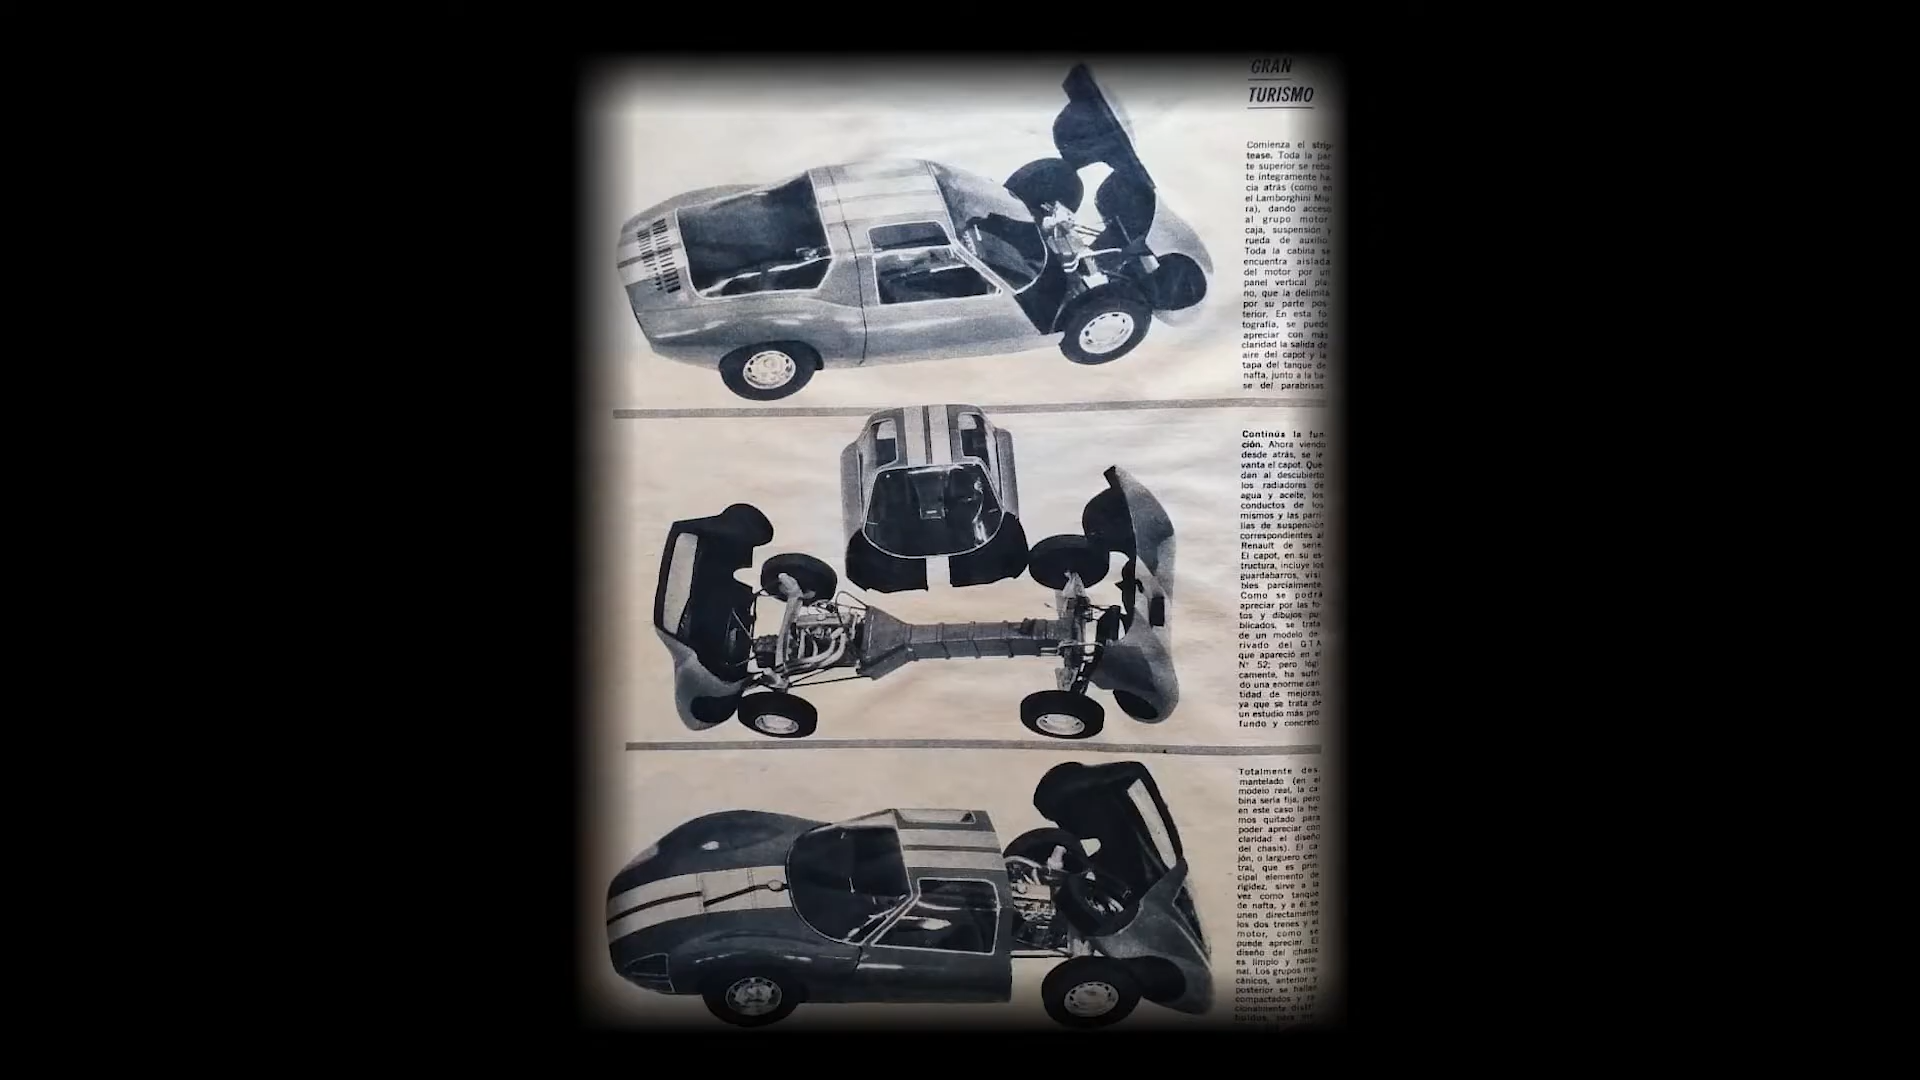 GRAN
TURISMO
Comienza el strip-
tease. Toda la par-
te superior se reba-
te íntegramente ha-
cia atrás (como en
el Lamborghini Miu-
ra), dando acceso
al grupo motor
caja, suspensión y
rueda de auxilio.
Toda la cabina se
encuentra aislada
del motor por un
panel vertical pla-
no, que la delimita
por su parte pos-
terior. En esta fo-
tografía, se puede
apreciar con más
claridad la salida de
aire del capot y la
tapa del tanque de
nafta, junto a la ba-
se del parabrisas.
Continúa la fun-
ción. Ahora viendo
desde atrás, se le-
vanta el capot. Que-
dan al descubierto
los radiadores de
agua y aceite, los
conductos de los
mismos y las parri-
llas de suspensión
correspondientes al
Renault de serie.
El capot, en su es-
tructura, incluye los
guardabarros, visi-
bles parcialmente.
Como se podrá
apreciar por las fo-
tos y dibujos pu-
blicados, se trata
de un modelo de-
rivado del GTA
que apareció en el
N° 52; pero lógi-
camente, ha sufri-
do una enorme can-
tidad de mejoras,
ya que se trata de
un estudio más pro-
fundo y concreto.
Totalmente des-
mantelado (en el
modelo real, la ca-
bina sería fija, pero
en este caso la he-
mos quitado para
poder apreciar con
claridad el diseño
del chasis). El ca-
jón, o larguero cen-
tral, que es prin-
cipal elemento de
rigidez, sirve a la
vez como tanque
de nafta, y a él se
unen directamente
los dos trenes y el
motor, como se
puede apreciar. El
diseño del chasis
es limpio y racio-
nal. Los grupos me-
cánicos, anterior y
posterior se hallan
compactados y ra-
cionalmente distri-
buidos, para